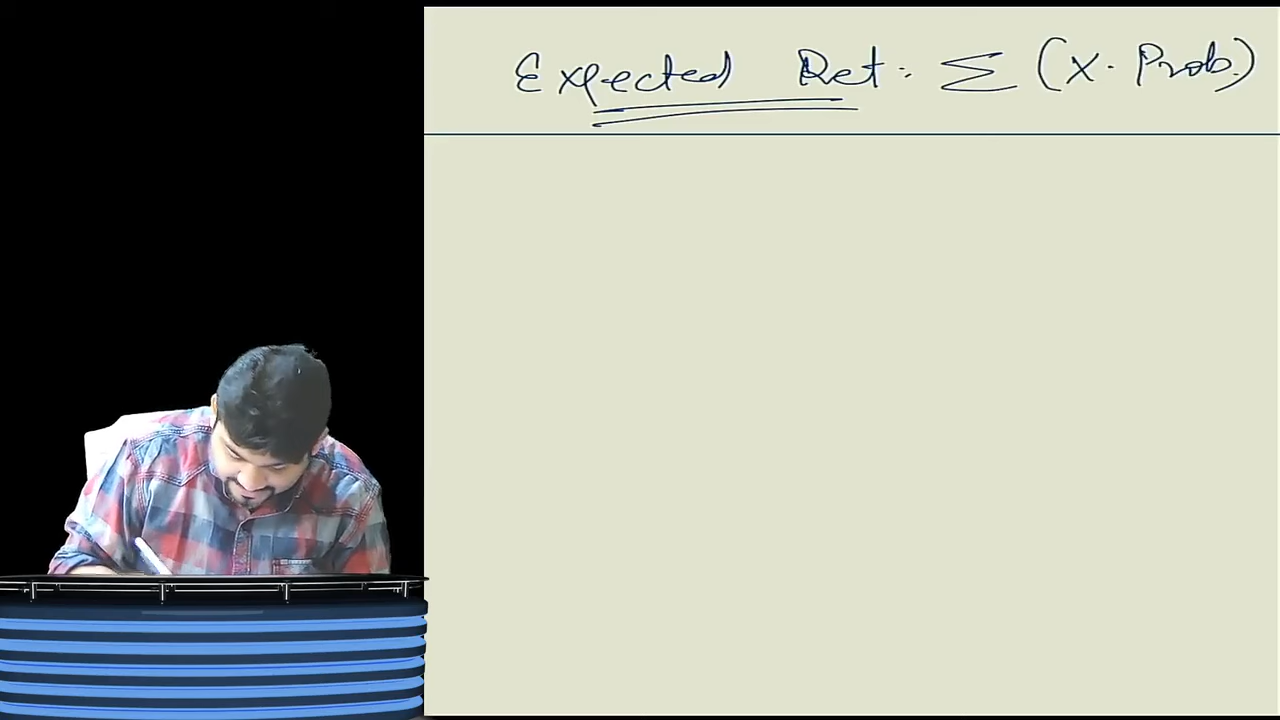 Expected Ret: Σ (X. Prob.)